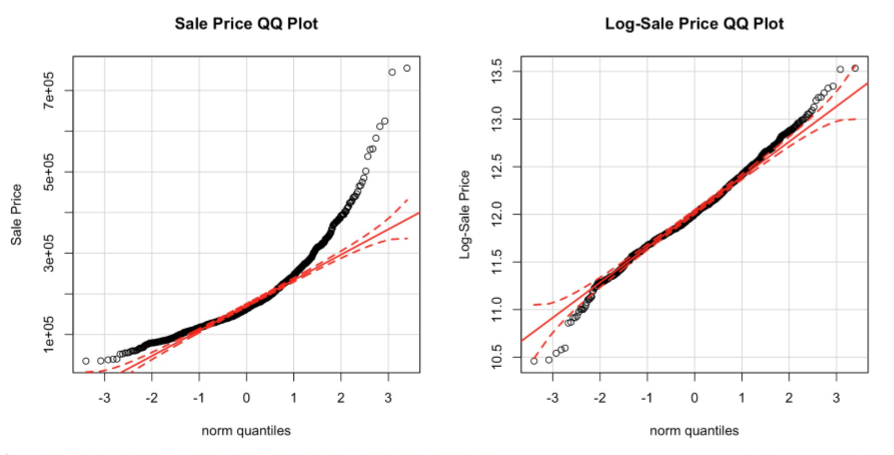 Sale Price QQ Plot
Sale Price
7e+05
5e+05
3e+05
1e+05
-3 -2 -1 0 1 2 3
norm quantiles
Log-Sale Price QQ Plot
Log-Sale Price
13.5
13.0
12.5
12.0
11.5
11.0
10.5
-3 -2 -1 0 1 2 3
norm quantiles